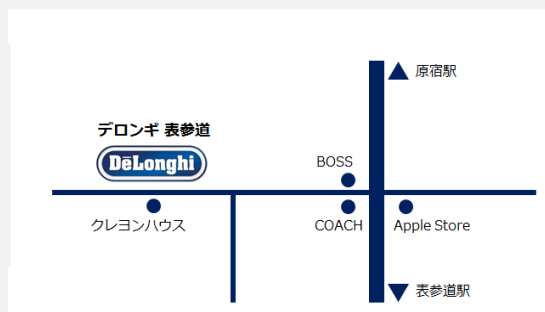 原宿駅
デロンギ 表参道
DeLonghi
BOSS
クレヨンハウス
COACH
Apple Store
表参道駅